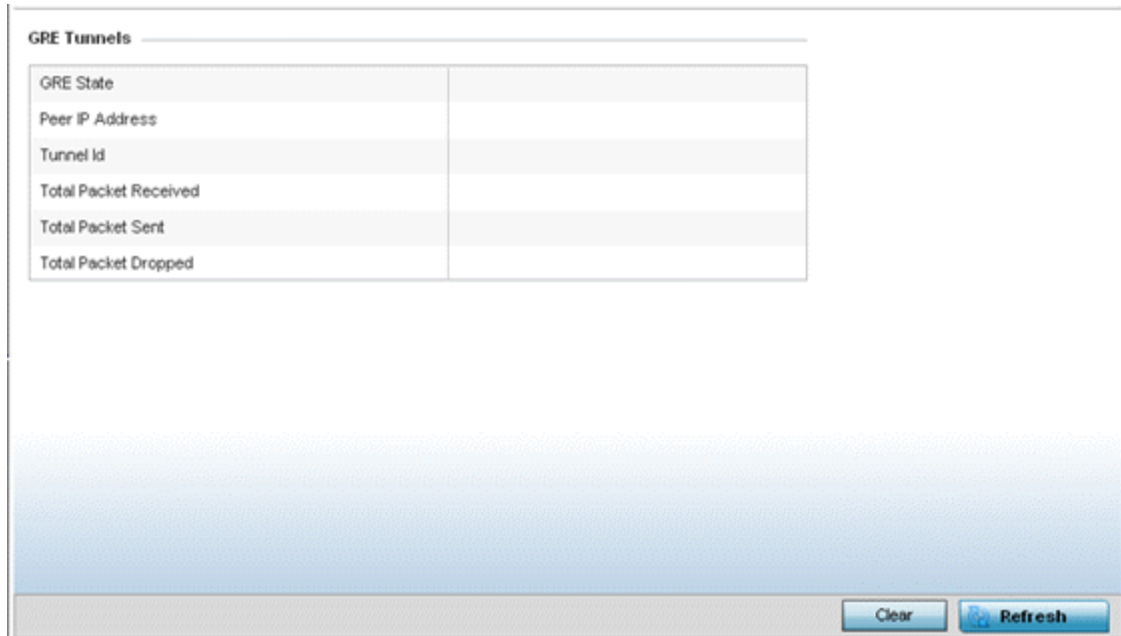 GRE Tunnels
GRE State
Peer IP Address
Tunnel Id
Total Packet Received
Total Packet Sent
Total Packet Dropped
Clear
Refresh